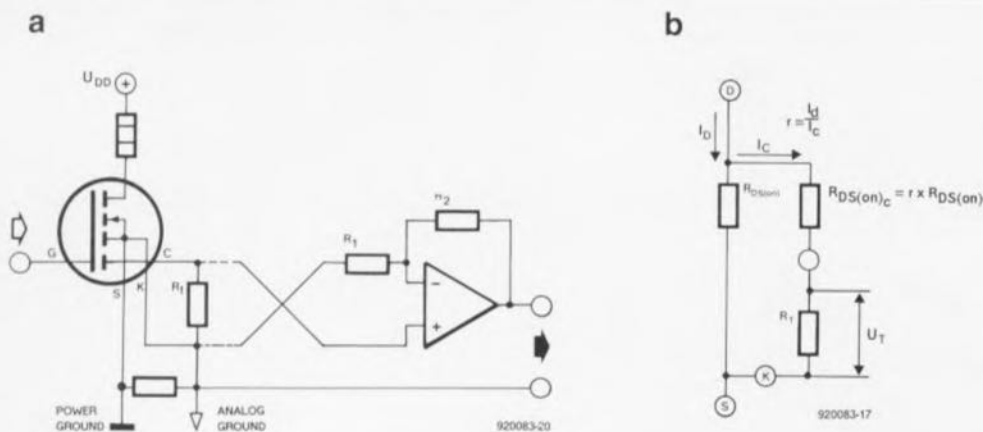 a
U DD +
G
C
S
K
R1
R1
R2
−
+
POWER GROUND
ANALOG GROUND
920083-20
b
D
ID
r = Id/Ic
IC
RDS(on)
RDS(on)c = r x RDS(on)
R1
UT
K
S
920083-17